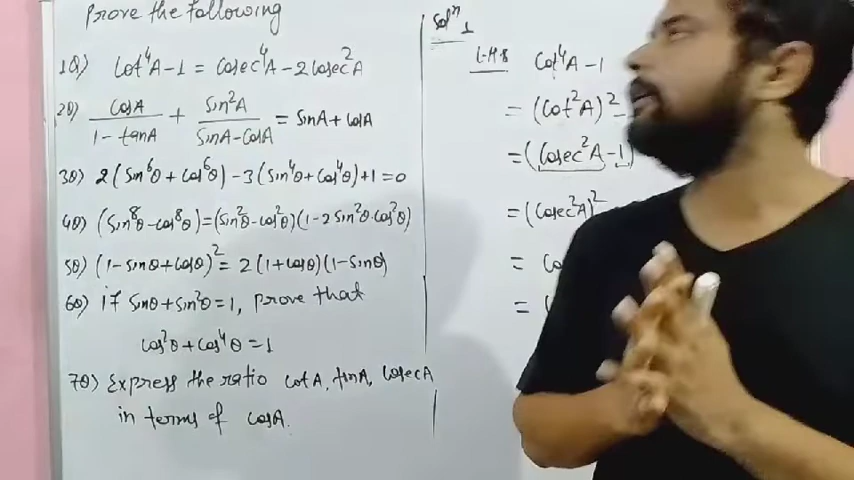 Prove the following
1Q) Cot⁴A-1 = Cosec⁴A-2Cosec²A
2Q) CosA/1-tanA + Sin²A/SinA-CosA = SinA+CosA
3Q) 2(Sin⁶θ+Cos⁶θ)-3(Sin⁴θ+Cos⁴θ)+1=0
4Q) (Sin⁸θ-Cos⁸θ)=(Sin²θ-Cos²θ)(1-2Sin²θ·Cos²θ)
5Q) (1-Sinθ+Cosθ)²=2(1+Cosθ)(1-Sinθ)
6Q) if Sinθ+Sin²θ=1, prove that
Cos²θ+Cos⁴θ=1
7Q) Express the ratio CotA, tanA, CosecA
in terms of CosA.
Solⁿ 1
L-H-S Cot⁴A-1
=(Cot²A)²-
=(Cosec²A-1)
=(Cosec²A)²
= Co
=